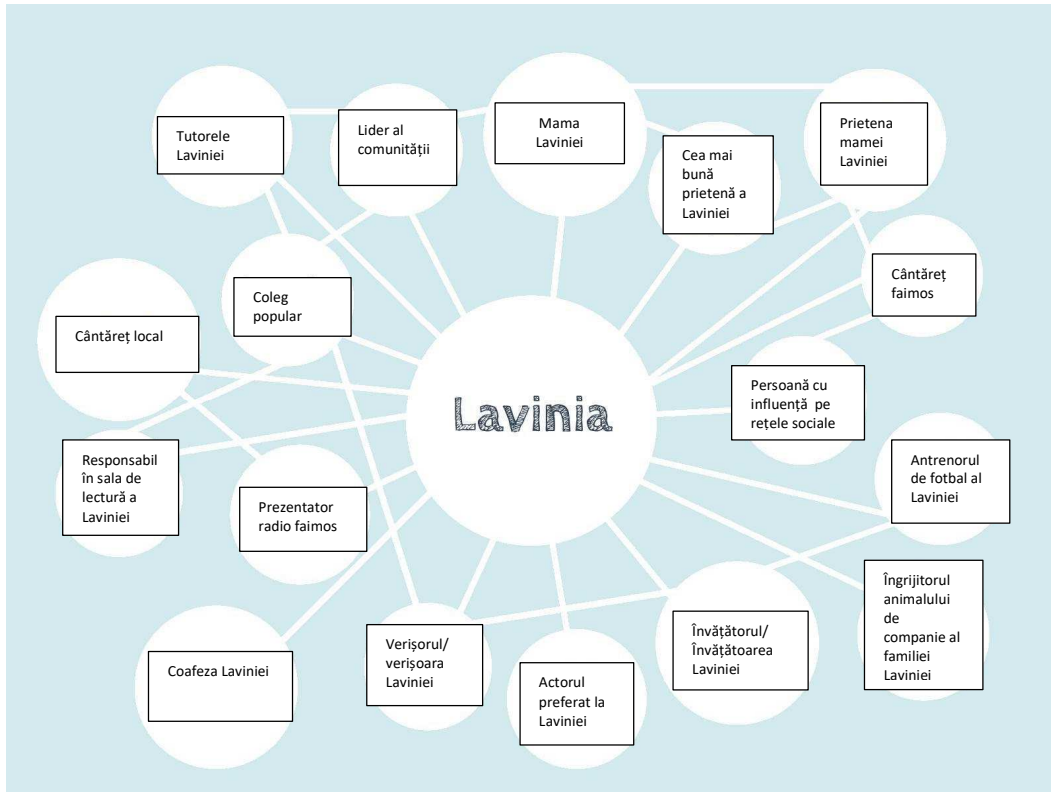 Tutorele
Laviniei
Lider al
comunității
Mama
Laviniei
Cea mai
bună
prietenă a
Laviniei
Prietena
mamei
Laviniei
Cântăreț local
Coleg
popular
Cântăreț
faimos
Lavinia
Persoană cu
influență pe
rețele sociale
Responsabil
în sala de
lectură a
Laviniei
Prezentator
radio faimos
Antrenorul
de fotbal al
Laviniei
Coafeza Laviniei
Verișorul/
verișoara
Laviniei
Actorul
preferat la
Laviniei
Învățătorul/
Învățătoarea
Laviniei
Îngrijitorul
animalului
de
companie al
familiei
Laviniei